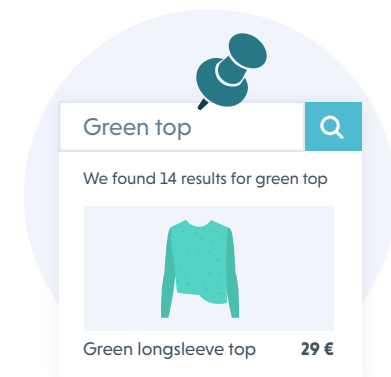 Green top
We found 14 results for green top
Green longsleeve top 29 €